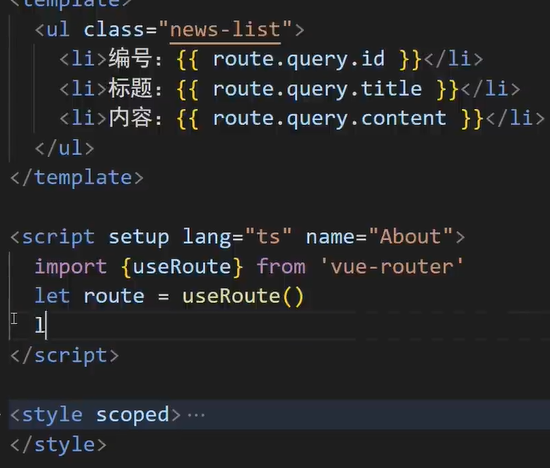 <template>
<ul class="news-list">
<li>编号：{{ route.query.id }}</li>
<li>标题：{{ route.query.title }}</li>
<li>内容：{{ route.query.content }}</li>
</ul>
</template>
<script setup lang="ts" name="About">
import {useRoute} from 'vue-router'
let route = useRoute()
l
</script>
<style scoped>···
</style>